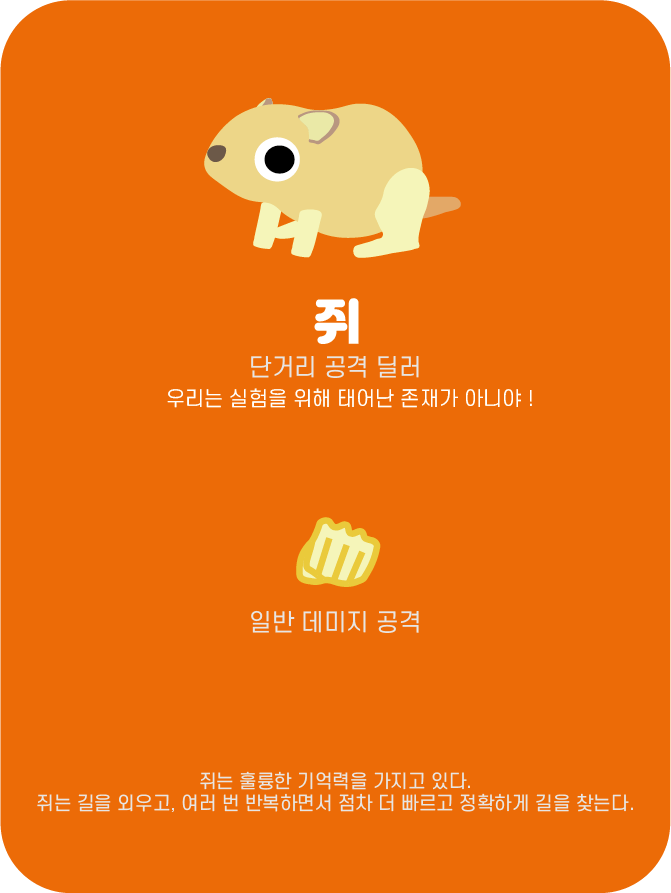 쥐
단거리 공격 딜러
우리는 실험을 위해 태어난 존재가 아니야 !
일반 데미지 공격
쥐는 훌륭한 기억력을 가지고 있다.
쥐는 길을 외우고, 여러 번 반복하면서 점차 더 빠르고 정확하게 길을 찾는다.